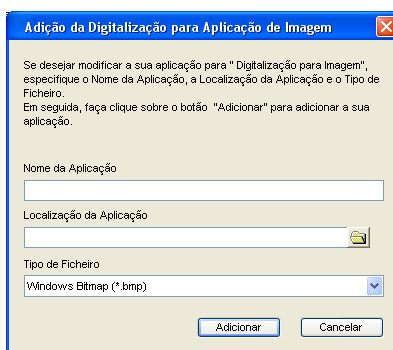 Adição da Digitalização para Aplicação de Imagem
Se desejar modificar a sua aplicação para " Digitalização para Imagem",
especifique o Nome da Aplicação, a Localização da Aplicação e o Tipo de
Ficheiro.
Em seguida, faça clique sobre o botão  "Adicionar" para adicionar a sua
aplicação.
Nome da Aplicação
Localização da Aplicação
Tipo de Ficheiro
Windows Bitmap (*.bmp)
Adicionar
Cancelar